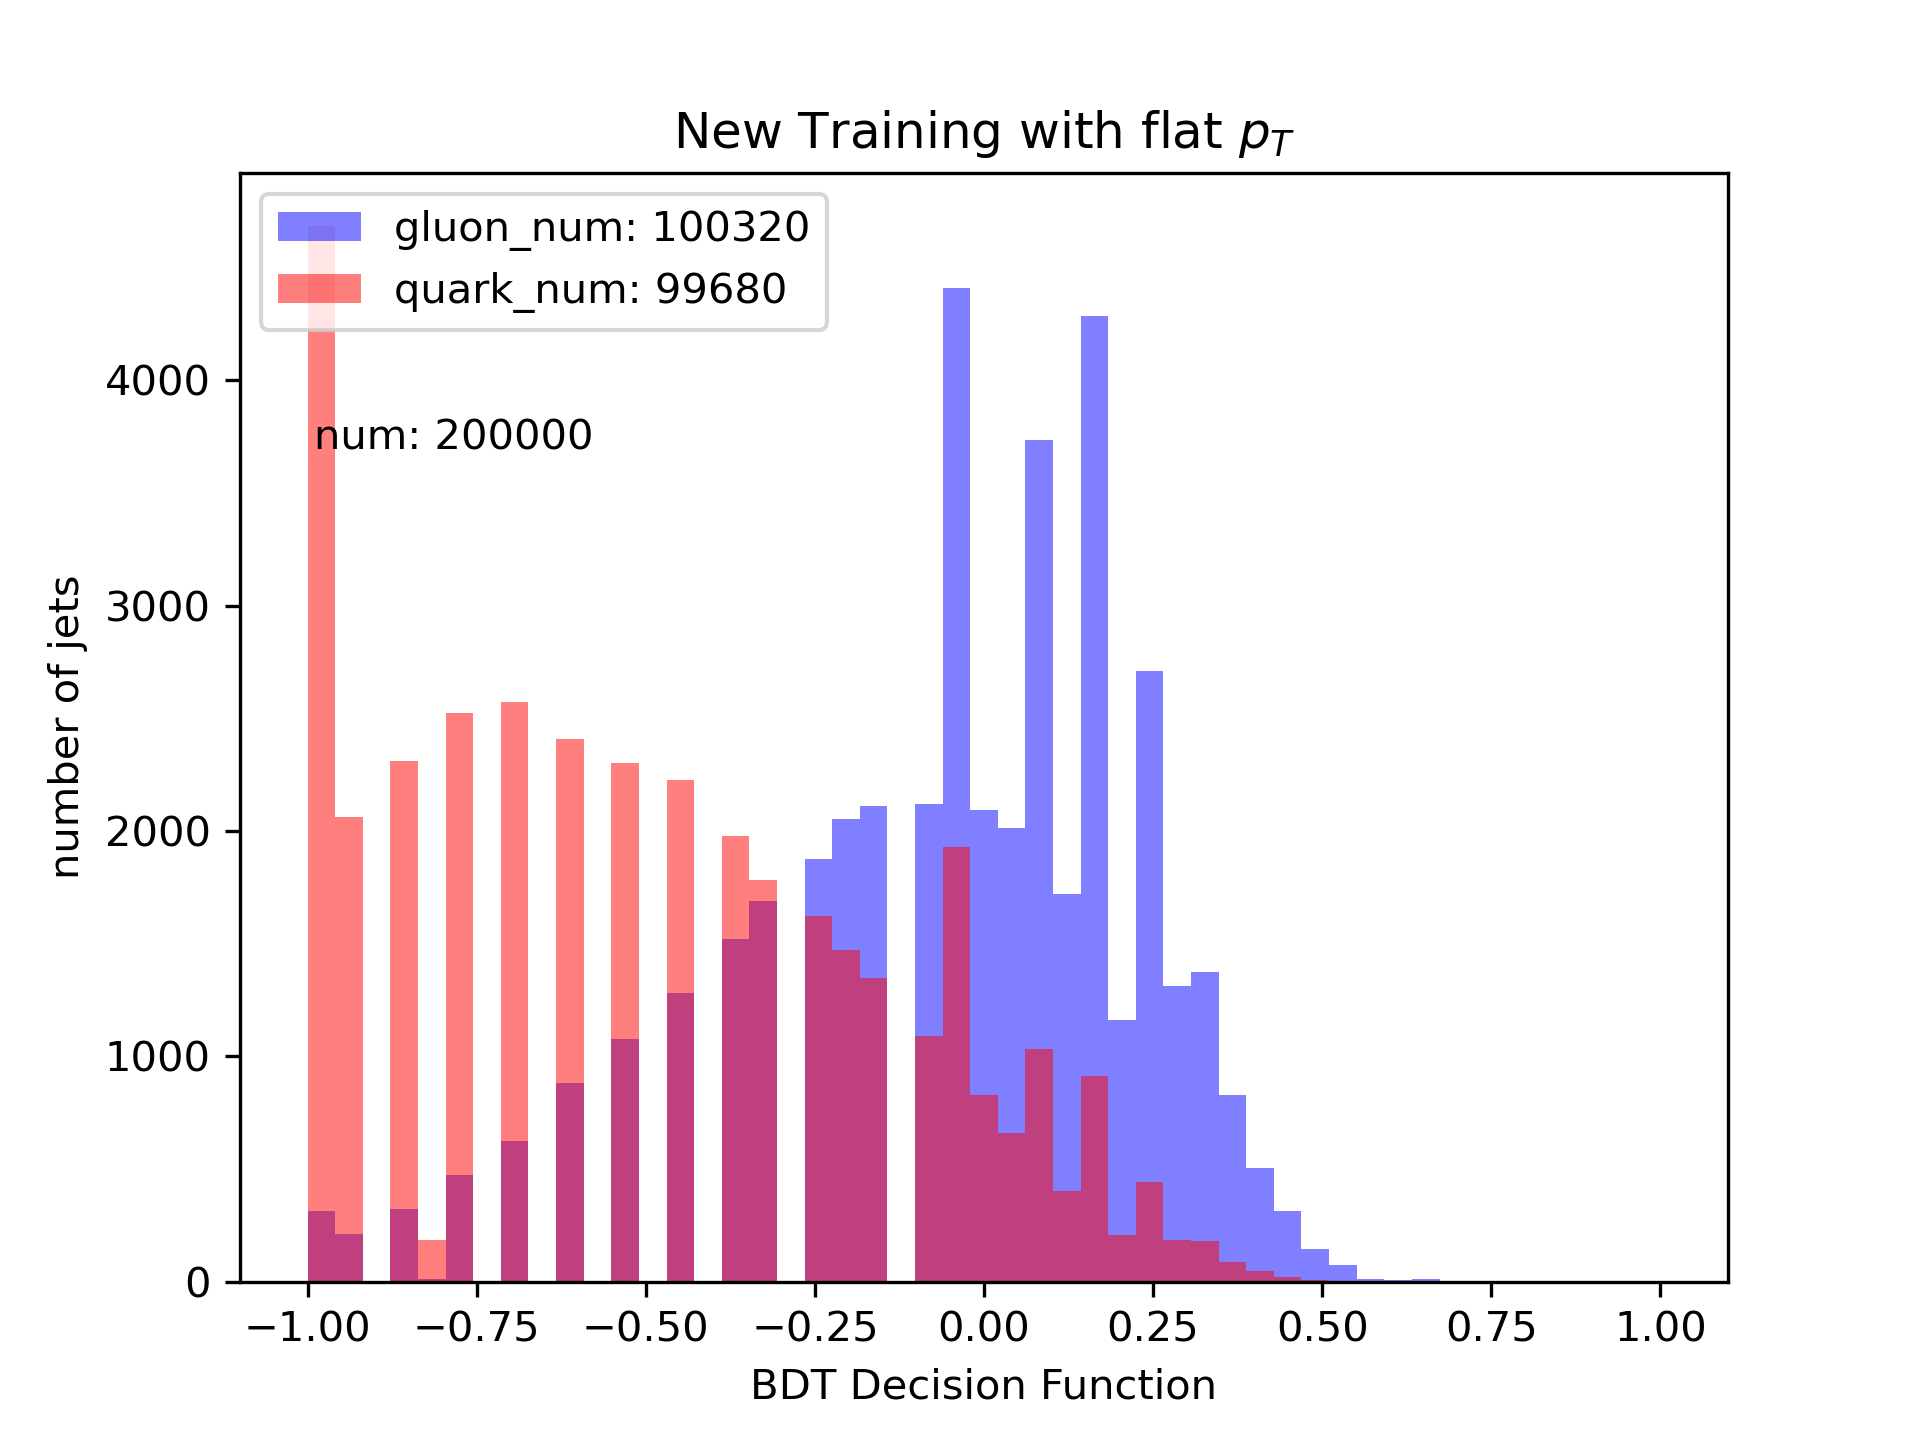 New Training with flat p_T
gluon_num: 100320
quark_num: 99680
num: 200000
number of jets
4000
3000
2000
1000
0
−1.00 −0.75 −0.50 −0.25 0.00 0.25 0.50 0.75 1.00
BDT Decision Function